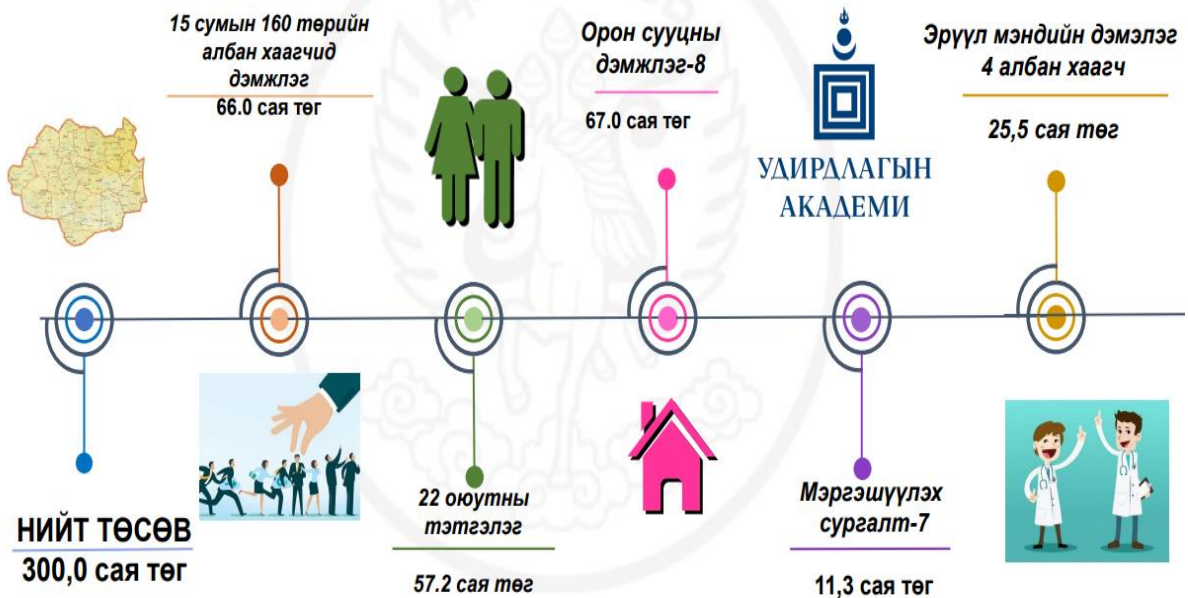 15 сумын 160 төрийн
албан хаагчид
дэмжлэг
66.0 сая төг
Орон сууцны
дэмжлэг-8
67.0 сая төг
УДИРДЛАГЫН
АКАДЕМИ
Эрүүл мэндийн дэмэлэг
4 албан хаагч
25,5 сая төг
НИЙТ ТӨСӨВ
300,0 сая төг
22 оюутны
тэтгэлэг
57.2 сая төг
Мэргэшүүлэх
сургалт-7
11,3 сая төг